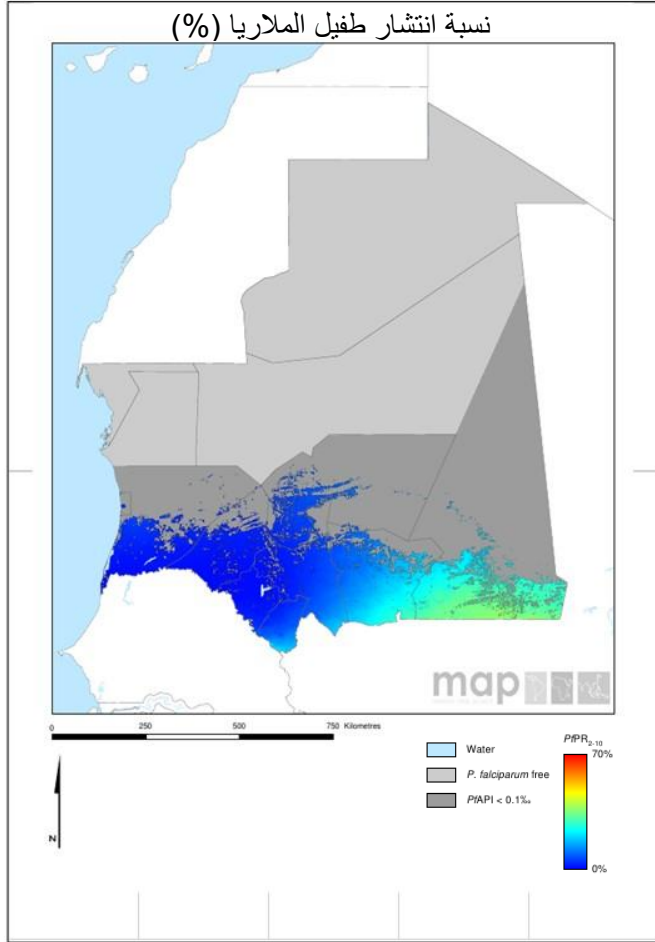 نسبة انتشار طفيل الملاريا (%)
map
0 250 500 750 Kilometres
Water
P. falciparum free
PfAPI < 0.1‰
PfPR2-10
70%
0%
N